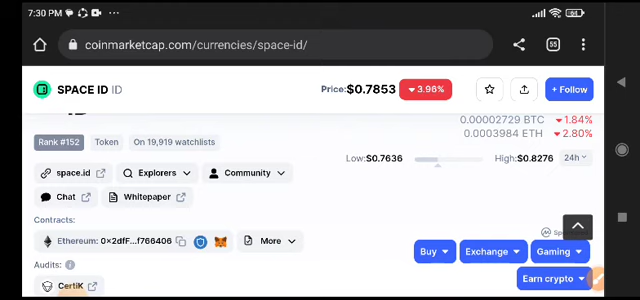 7:30 PM
64
coinmarketcap.com/currencies/space-id/
55
SPACE ID ID
Price:$0.7853
3.96%
+ Follow
0.00002729 BTC 1.84%
Rank #152 Token On 19,919 watchlists
0.0003984 ETH 2.80%
Low:$0.7636 High:$0.8276 24h
space.id Explorers Community
Chat Whitepaper
Contracts:
Ethereum: 0x2dfF...f766406 More
Buy Exchange Gaming
Audits:
Earn crypto
CertiK